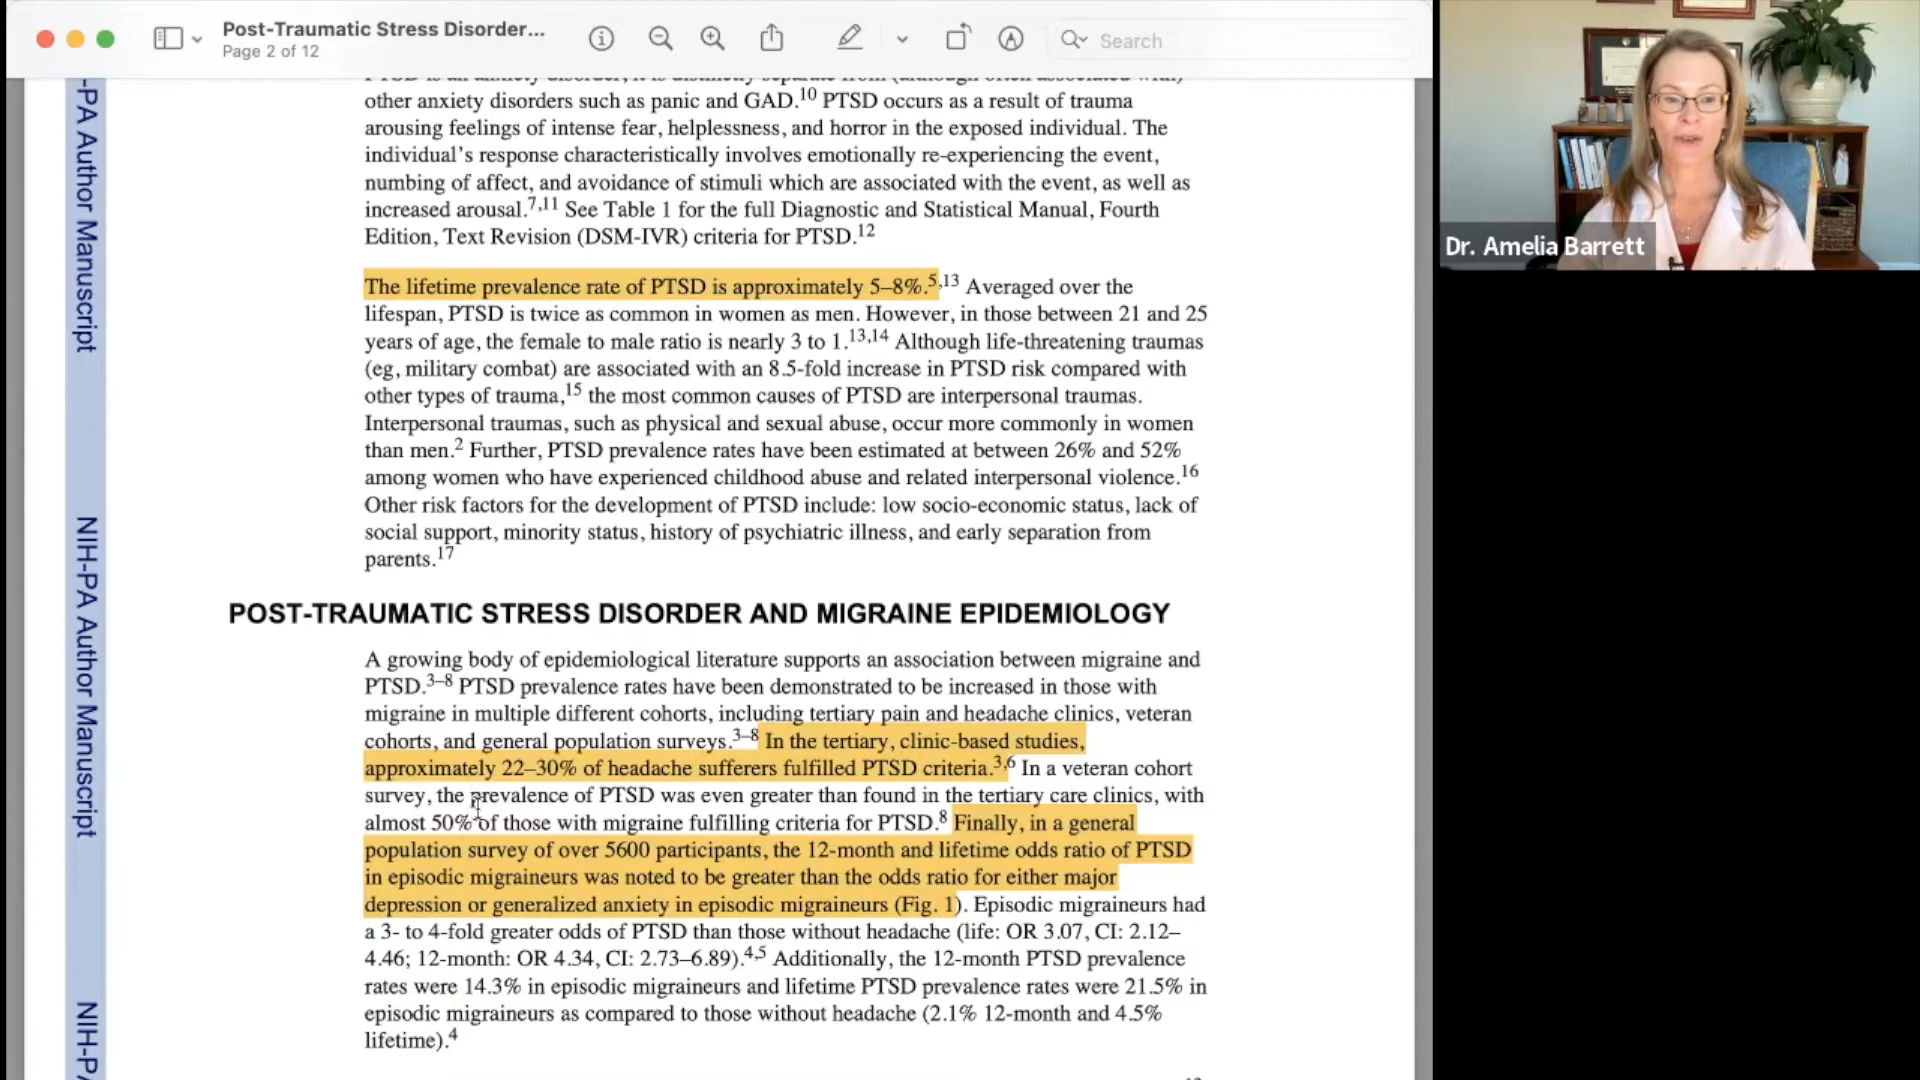 Post-Traumatic Stress Disorder...
Page 2 of 12
Search
other anxiety disorders such as panic and GAD.10 PTSD occurs as a result of trauma
arousing feelings of intense fear, helplessness, and horror in the exposed individual. The
individual's response characteristically involves emotionally re-experiencing the event,
numbing of affect, and avoidance of stimuli which are associated with the event, as well as
increased arousal.7,11 See Table 1 for the full Diagnostic and Statistical Manual, Fourth
Edition, Text Revision (DSM-IVR) criteria for PTSD.12
The lifetime prevalence rate of PTSD is approximately 5–8%.5,13 Averaged over the
lifespan, PTSD is twice as common in women as men. However, in those between 21 and 25
years of age, the female to male ratio is nearly 3 to 1.13,14 Although life-threatening traumas
(eg, military combat) are associated with an 8.5-fold increase in PTSD risk compared with
other types of trauma,15 the most common causes of PTSD are interpersonal traumas.
Interpersonal traumas, such as physical and sexual abuse, occur more commonly in women
than men.2 Further, PTSD prevalence rates have been estimated at between 26% and 52%
among women who have experienced childhood abuse and related interpersonal violence.16
Other risk factors for the development of PTSD include: low socio-economic status, lack of
social support, minority status, history of psychiatric illness, and early separation from
parents.17
POST-TRAUMATIC STRESS DISORDER AND MIGRAINE EPIDEMIOLOGY
A growing body of epidemiological literature supports an association between migraine and
PTSD.3–8 PTSD prevalence rates have been demonstrated to be increased in those with
migraine in multiple different cohorts, including tertiary pain and headache clinics, veteran
cohorts, and general population surveys.3–8 In the tertiary, clinic-based studies,
approximately 22–30% of headache sufferers fulfilled PTSD criteria.3,6 In a veteran cohort
survey, the prevalence of PTSD was even greater than found in the tertiary care clinics, with
almost 50% of those with migraine fulfilling criteria for PTSD.8 Finally, in a general
population survey of over 5600 participants, the 12-month and lifetime odds ratio of PTSD
in episodic migraineurs was noted to be greater than the odds ratio for either major
depression or generalized anxiety in episodic migraineurs (Fig. 1). Episodic migraineurs had
a 3- to 4-fold greater odds of PTSD than those without headache (life: OR 3.07, CI: 2.12–
4.46; 12-month: OR 4.34, CI: 2.73–6.89).4,5 Additionally, the 12-month PTSD prevalence
rates were 14.3% in episodic migraineurs and lifetime PTSD prevalence rates were 21.5% in
episodic migraineurs as compared to those without headache (2.1% 12-month and 4.5%
lifetime).4
-PA Author Manuscript
NIH-PA Author Manuscript
NIH-PA
Dr. Amelia Barrett